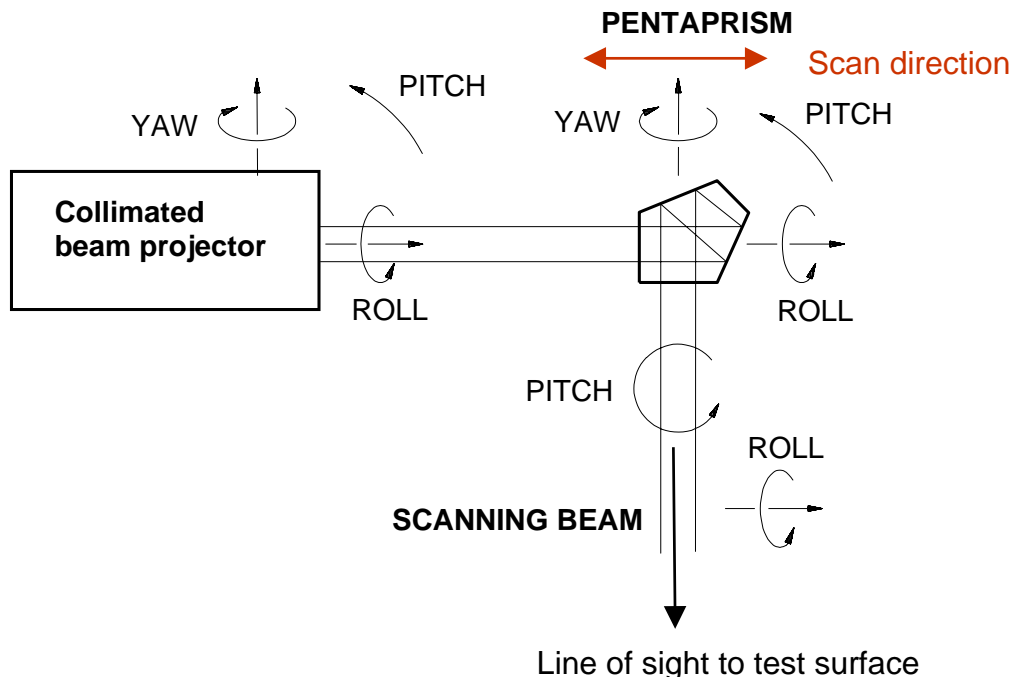 PENTAPRISM
Scan direction
PITCH
YAW
PITCH
YAW
Collimated
beam projector
ROLL
ROLL
PITCH
ROLL
SCANNING BEAM
Line of sight to test surface